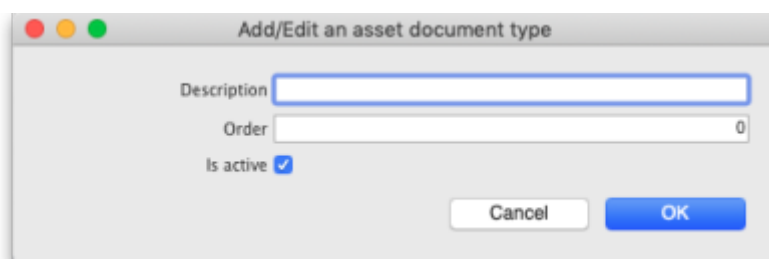 Add/Edit an asset document type
Description
Order 0
Is active
Cancel OK